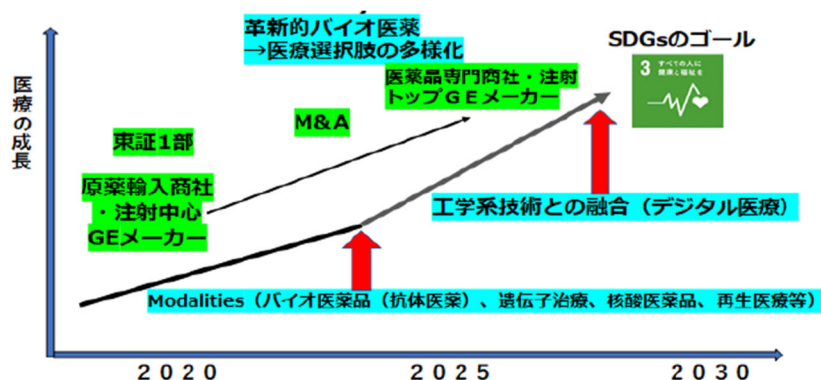 革新的バイオ医薬
→医療選択肢の多様化
SDGsのゴール
3 すべての人に
健康と福祉を
医薬品専門商社・注射
トップGEメーカー
M&A
東証1部
医療の成長
原薬輸入商社
・注射中心
GEメーカー
工学系技術との融合（デジタル医療）
Modalities（バイオ医薬品（抗体医薬）、遺伝子治療、核酸医薬品、再生医療等）
2020
2025
2030